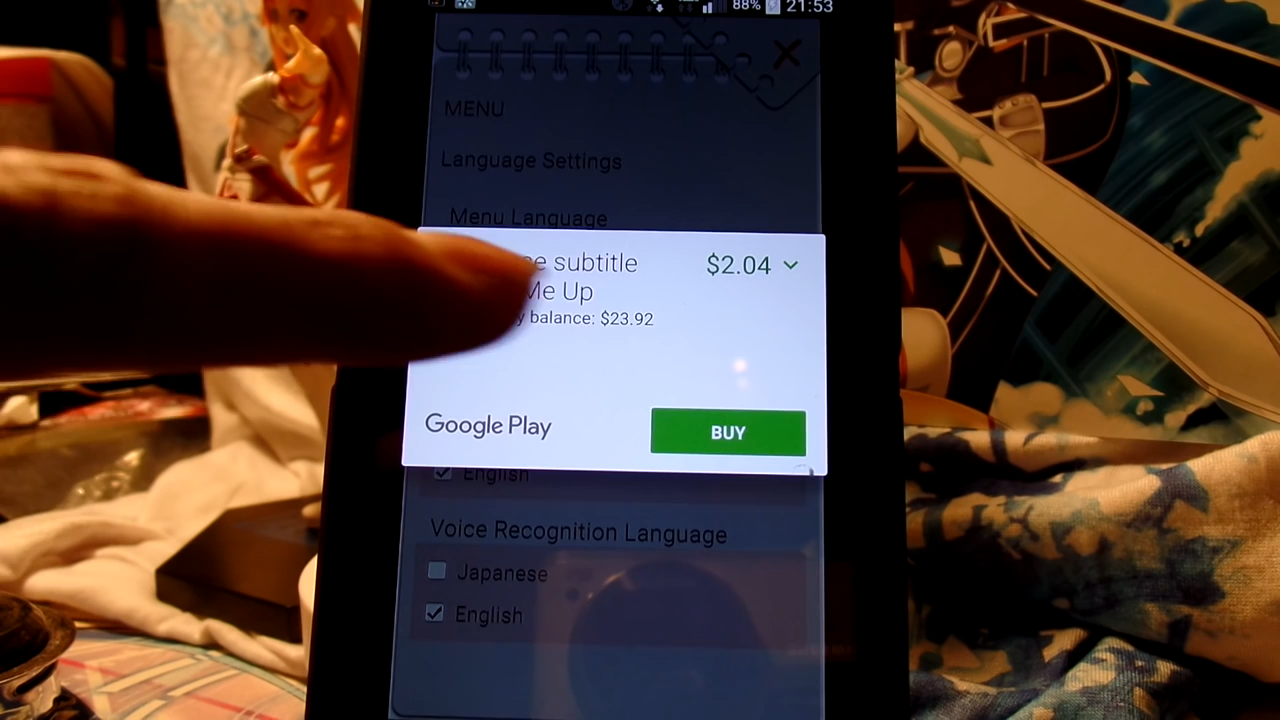 88% 21:53
MENU
Language Settings
Menu Language
subtitle $2.04
Me Up
balance: $23.92
Google Play BUY
English
Voice Recognition Language
Japanese
English